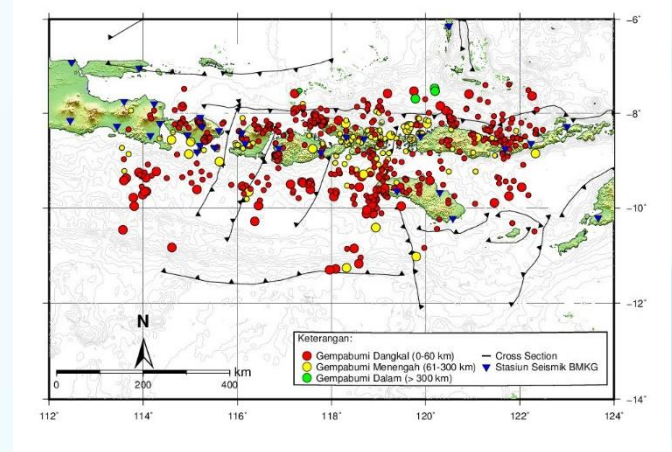 -6˚
-8˚
-10˚
-12˚
-14˚
N
km
0 200 400
Keterangan:
Gempabumi Dangkal (0-60 km)
Gempabumi Menengah (61-300 km)
Gempabumi Dalam (> 300 km)
Cross Section
Stasiun Seismik BMKG
112˚ 114˚ 116˚ 118˚ 120˚ 122˚ 124˚